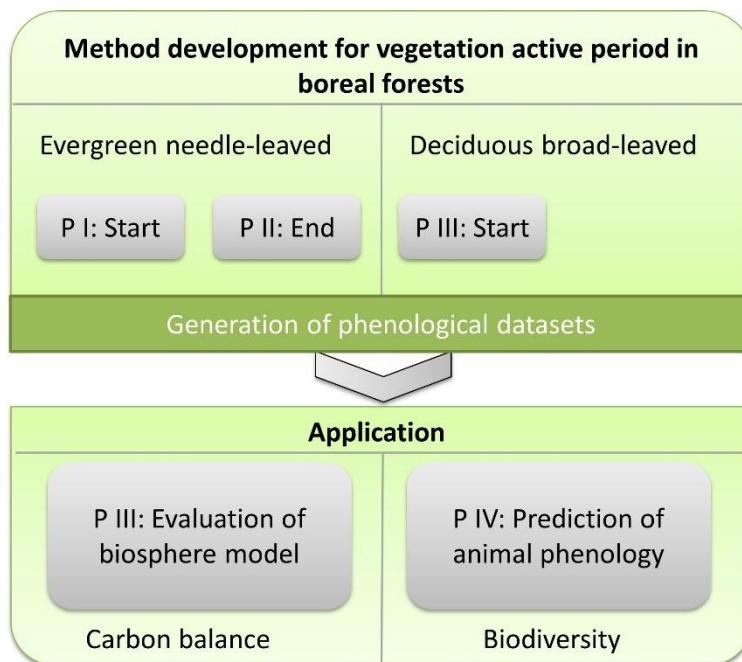 Method development for vegetation active period in
boreal forests
Evergreen needle-leaved
Deciduous broad-leaved
P I: Start
P II: End
P III: Start
Generation of phenological datasets
Application
P III: Evaluation of
biosphere model
P IV: Prediction of
animal phenology
Carbon balance
Biodiversity